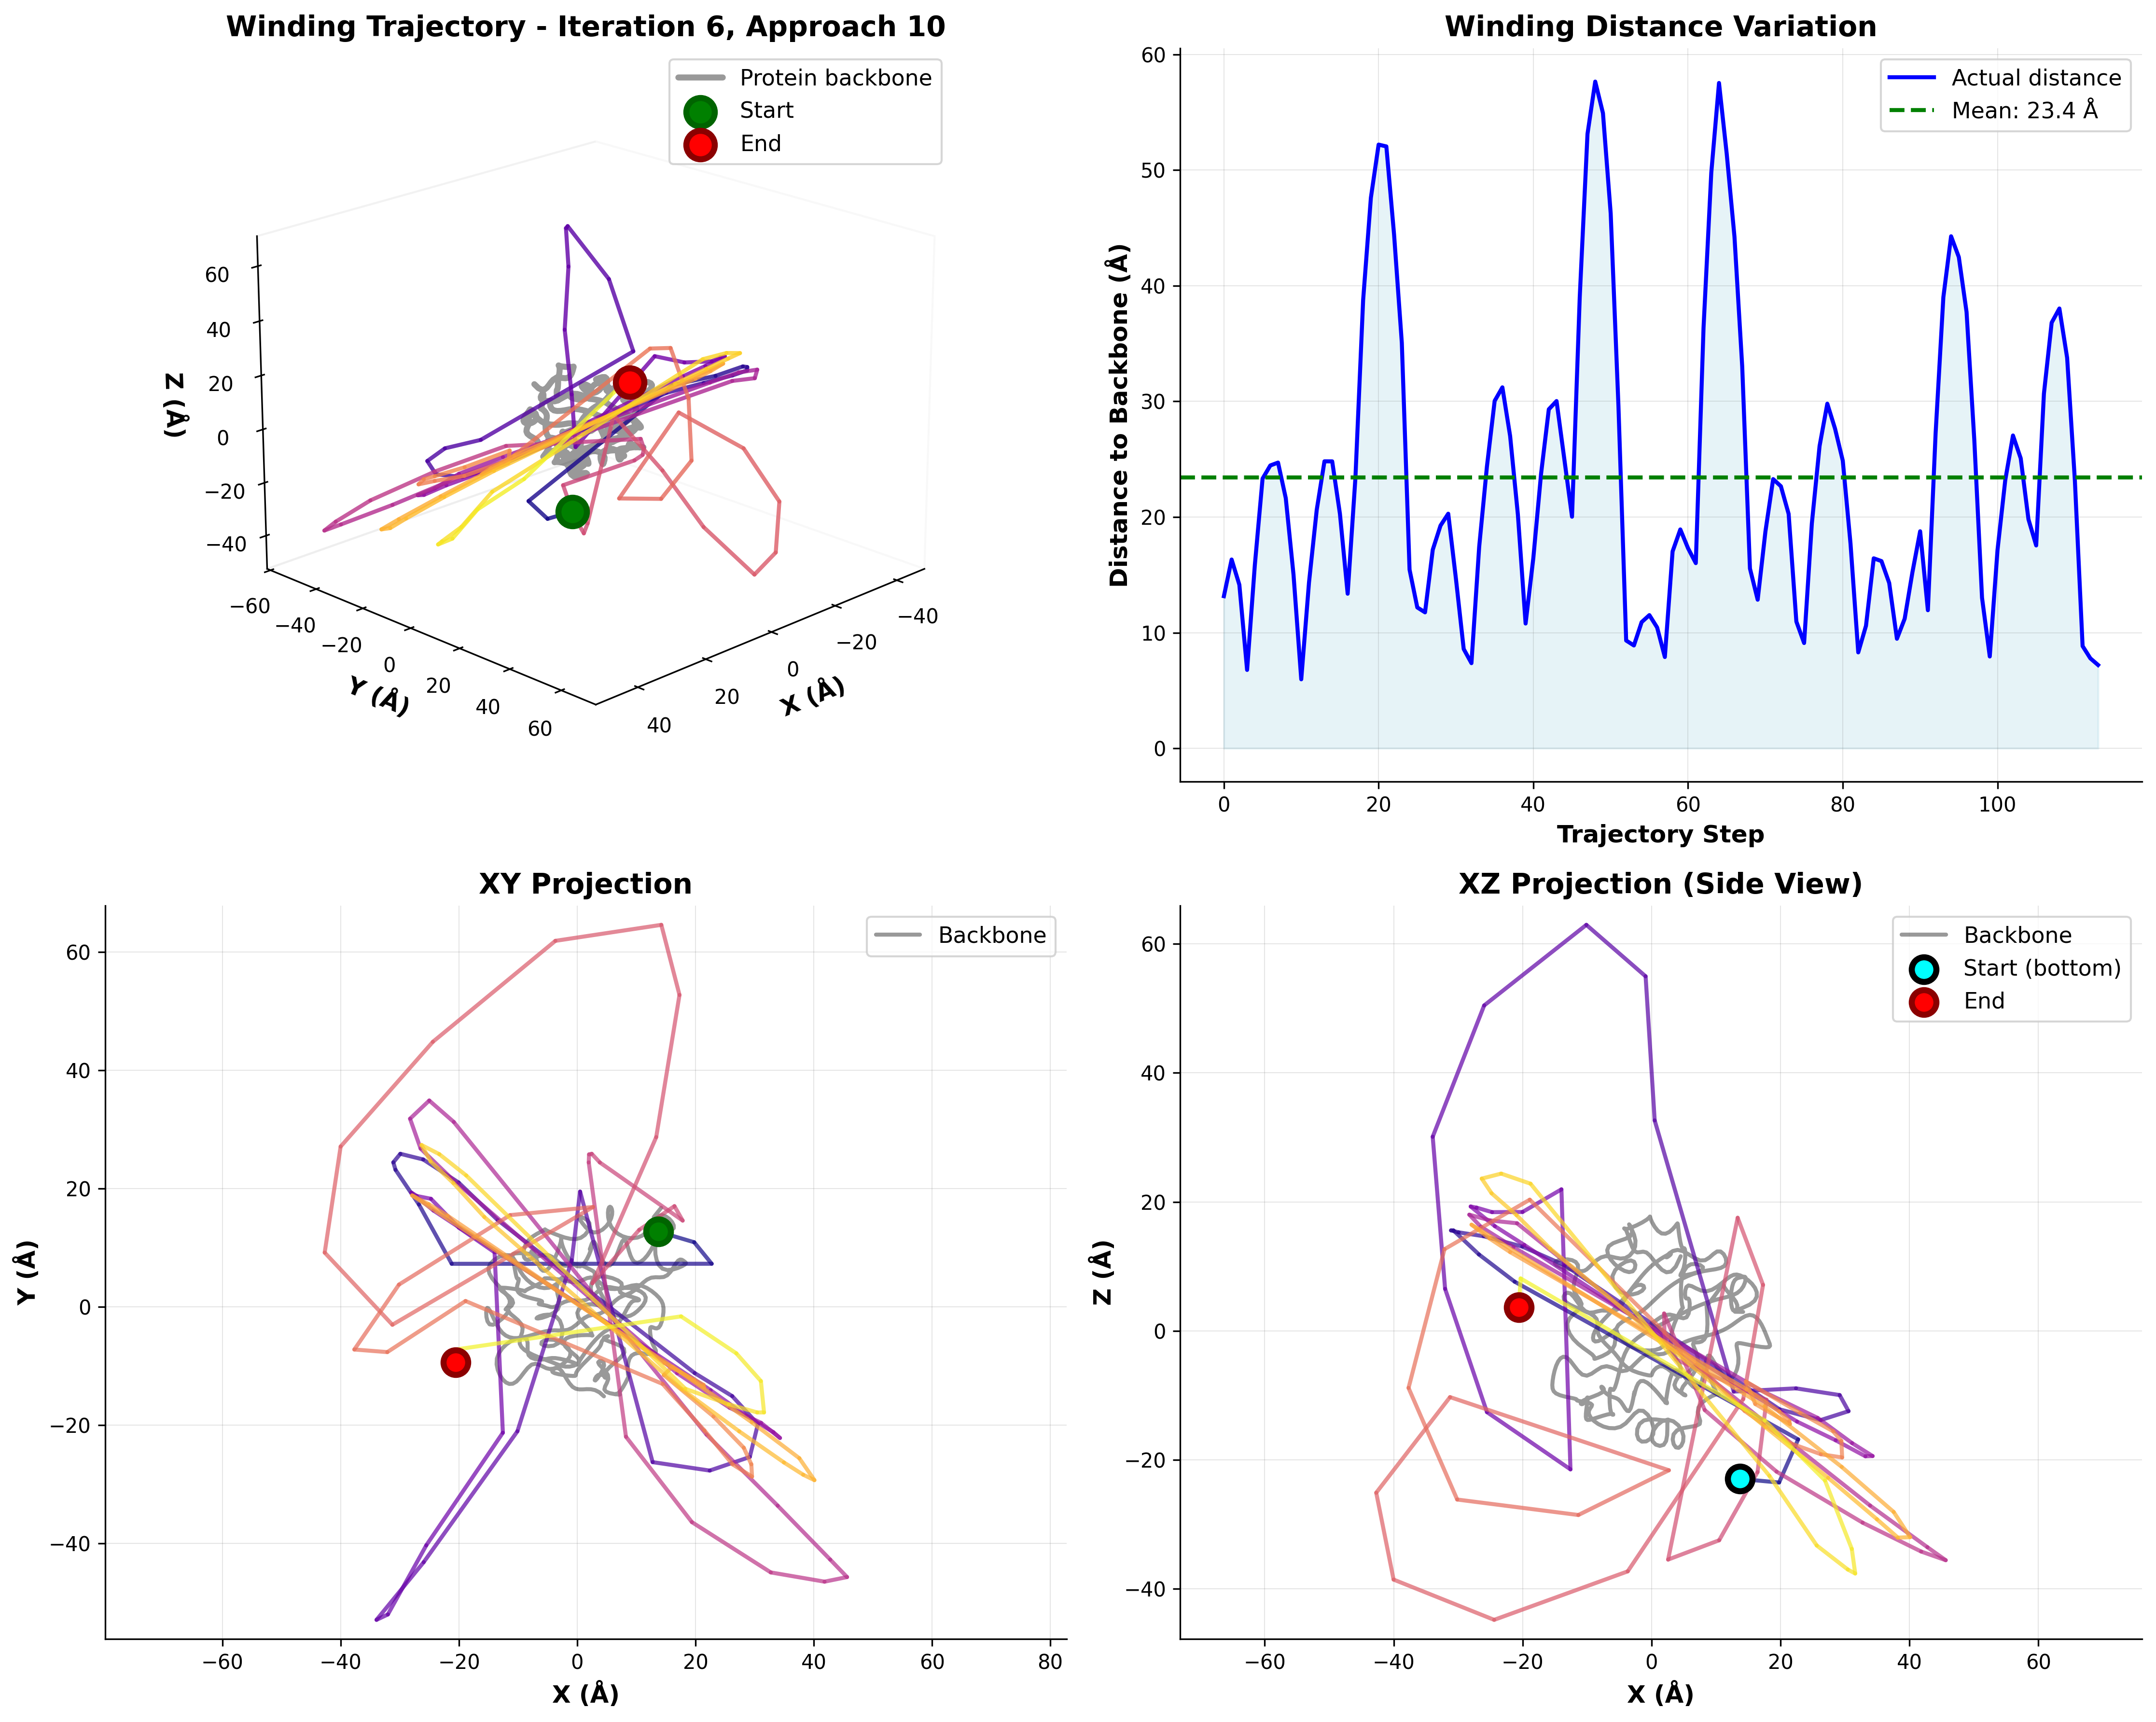 Winding Trajectory - Iteration 6, Approach 10
Protein backbone
Start
End
60
40
20
0
−20
−40
Z (Å)
−60
−40
−20
0
20
40
60
Y (Å)
−40
−20
0
20
40
X (Å)
Winding Distance Variation
Actual distance
Mean: 23.4 Å
60
50
40
30
20
10
0
Distance to Backbone (Å)
0
20
40
60
80
100
Trajectory Step
XY Projection
Backbone
60
40
20
0
−20
−40
Y (Å)
−60
−40
−20
0
20
40
60
80
X (Å)
XZ Projection (Side View)
Backbone
Start (bottom)
End
60
40
20
0
−20
−40
Z (Å)
−60
−40
−20
0
20
40
60
X (Å)